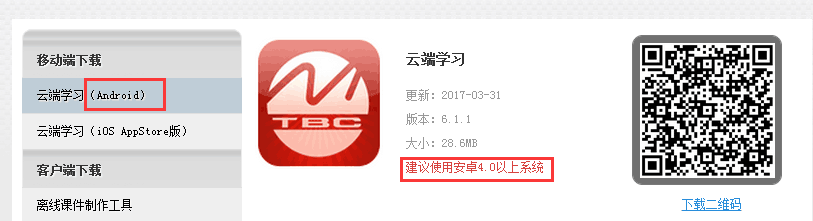 移动端下载
云端学习（Android）
云端学习（iOS AppStore版）
客户端下载
离线课件制作工具
TBC
云端学习
更新：2017-03-31
版本：6.1.1
大小：28.6MB
建议使用安卓4.0以上系统
下载二维码